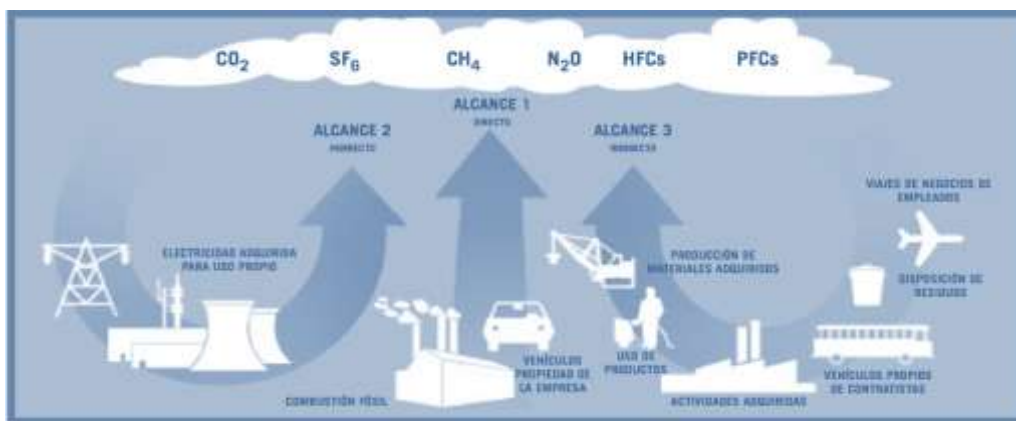 CO₂ SF₆ CH₄ N₂O HFCs PFCs
ALCANCE 1
DIRECTO
ALCANCE 2
INDIRECTO
ALCANCE 3
INDIRECTO
VIAJES DE NEGOCIOS DE
EMPLEADOS
ELECTRICIDAD ADQUIRIDA
PARA USO PROPIO
PRODUCCIÓN DE
MATERIALES ADQUIRIDOS
DISPOSICIÓN DE
RESIDUOS
VEHÍCULOS
PROPIEDAD DE
LA EMPRESA
USO DE
PRODUCTOS
VEHÍCULOS PROPIOS
DE CONTRATISTAS
COMBUSTIÓN FÓSIL
ACTIVIDADES ADQUIRIDAS